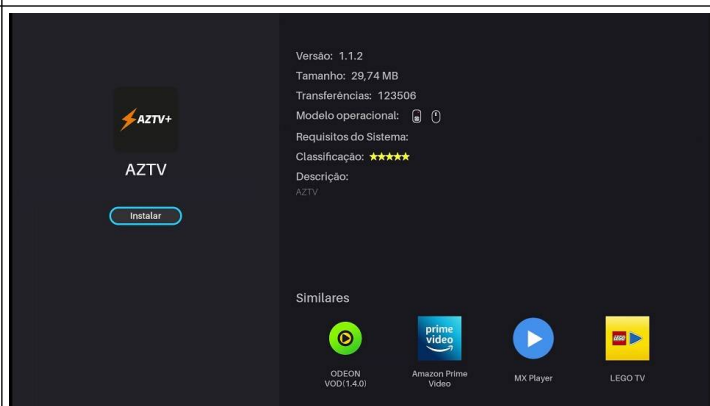 Versão: 1.1.2
Tamanho: 29,74 MB
Transferências: 123506
Modelo operacional:
Requisitos do Sistema:
Classificação:
Descrição:
AZTV
AZTV+
AZTV
Instalar
Similares
prime
video
LEGO
ODEON
VOD(1.4.0)
Amazon Prime
Video
MX Player
LEGO TV